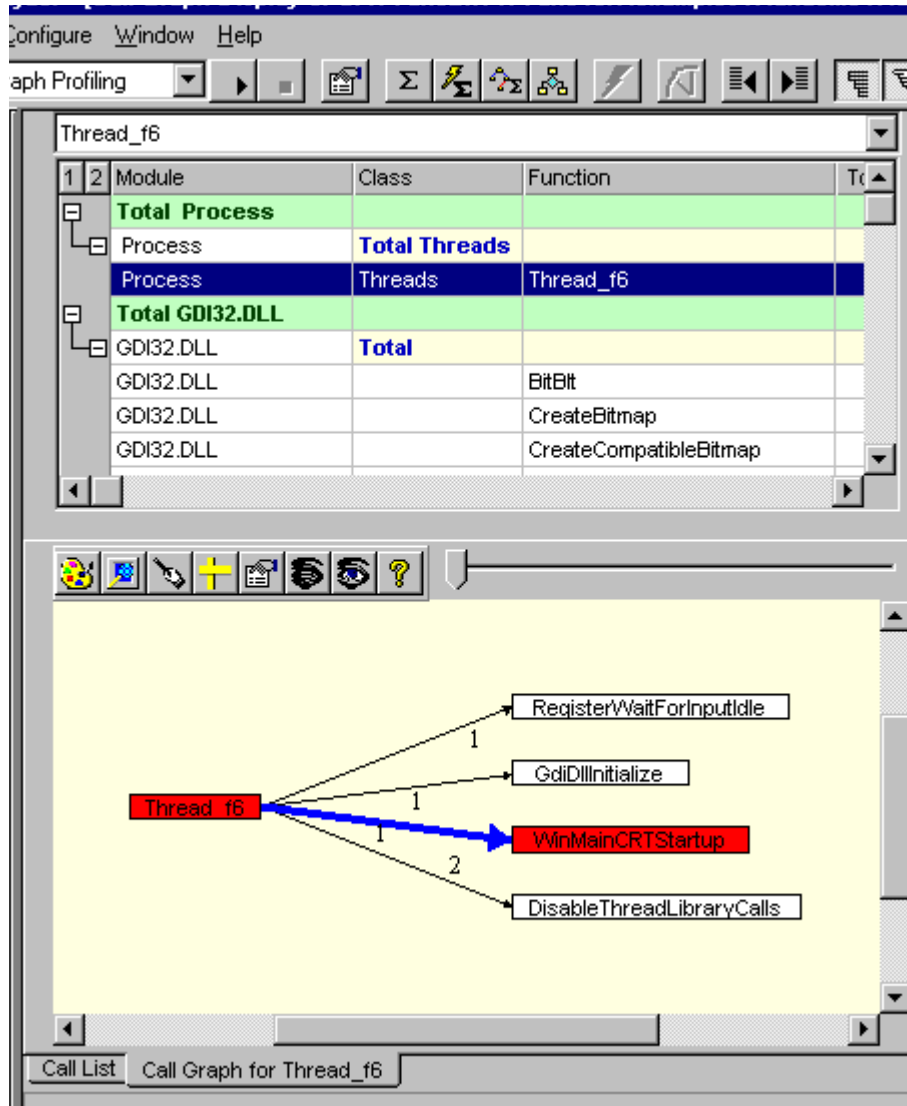 Configure Window Help
aph Profiling
Σ Σ Σ
Thread_f6
1 2 Module Class Function
Total Process
Process Total Threads
Process Threads Thread_f6
Total GDI32.DLL
GDI32.DLL Total
GDI32.DLL BitBlt
GDI32.DLL CreateBitmap
GDI32.DLL CreateCompatibleBitmap
?
RegisterWaitForInputIdle
1
GdiDllInitialize
1
Thread_f6
1
WinMainCRTStartup
2
DisableThreadLibraryCalls
Call List Call Graph for Thread_f6